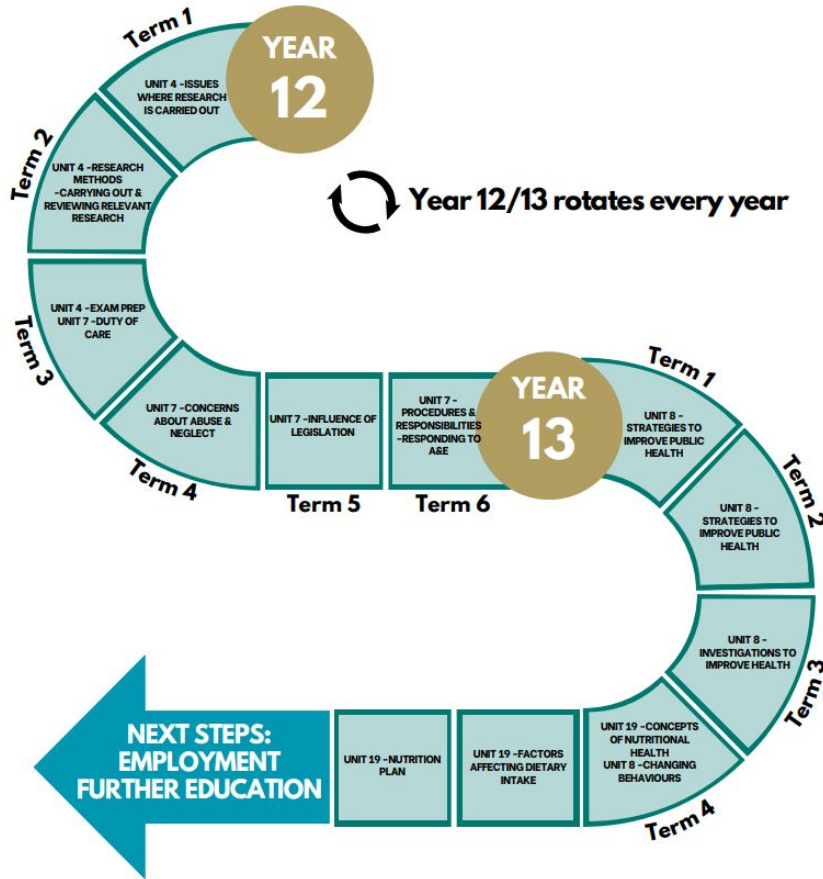 YEAR
12
Term 1
UNIT 4 -ISSUES
WHERE RESEARCH
IS CARRIED OUT
Term 2
UNIT 4 -RESEARCH
METHODS
-CARRYING OUT &
REVIEWING RELEVANT
RESEARCH
Year 12/13 rotates every year
Term 3
UNIT 4 -EXAM PREP
UNIT 7 -DUTY OF
CARE
Term 4
UNIT 7 -CONCERNS
ABOUT ABUSE &
NEGLECT
UNIT 7 -INFLUENCE OF
LEGISLATION
Term 5
UNIT 7 -
PROCEDURES &
RESPONSIBILITIES
-RESPONDING TO
A&E
Term 6
YEAR
13
Term 1
UNIT 8 -
STRATEGIES TO
IMPROVE PUBLIC
HEALTH
Term 2
UNIT 8 -
STRATEGIES TO
IMPROVE PUBLIC
HEALTH
Term 3
UNIT 8 -
INVESTIGATIONS TO
IMPROVE HEALTH
Term 4
UNIT 19 -CONCEPTS
OF NUTRITIONAL
HEALTH
UNIT 8 -CHANGING
BEHAVIOURS
UNIT 19 -FACTORS
AFFECTING DIETARY
INTAKE
UNIT 19 -NUTRITION
PLAN
NEXT STEPS:
EMPLOYMENT
FURTHER EDUCATION